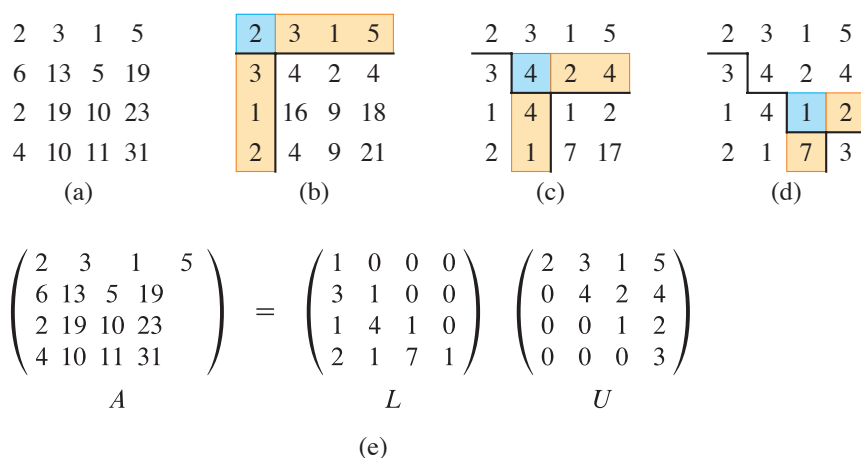 2 3 1 5
6 13 5 19
2 19 10 23
4 10 11 31
(a)
2 3 1 5
3 4 2 4
1 16 9 18
2 4 9 21
(b)
2 3 1 5
3 4 2 4
1 4 1 2
2 1 7 17
(c)
2 3 1 5
3 4 2 4
1 4 1 2
2 1 7 3
(d)
2 3 1 5
6 13 5 19
2 19 10 23
4 10 11 31
A
=
1 0 0 0
3 1 0 0
1 4 1 0
2 1 7 1
L
2 3 1 5
0 4 2 4
0 0 1 2
0 0 0 3
U
(e)